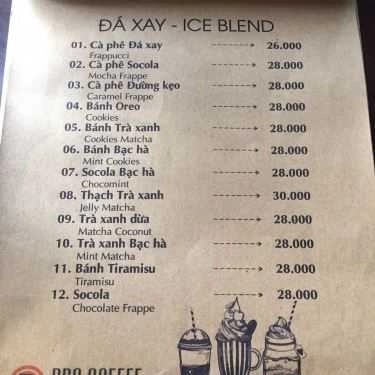 ĐÁ XAY - ICE BLEND
01. Cà phê Đá xay -------> 26.000
Frappucci
02. Cà phê Socola -------> 28.000
Mocha Frappe
03. Cà phê Đường kẹo -------> 28.000
Caramel Frappe
04. Bánh Oreo -------> 28.000
Cookies
05. Bánh Trà xanh -------> 28.000
Cookies Matcha
06. Bánh Bạc hà -------> 28.000
Mint Cookies
07. Socola Bạc hà -------> 28.000
Chocomint
08. Thạch Trà xanh -------> 30.000
Jelly Matcha
09. Trà xanh dừa -------> 28.000
Matcha Coconut
10. Trà xanh Bạc hà -------> 28.000
Mint Matcha
11. Bánh Tiramisu -------> 28.000
Tiramisu
12. Socola -------> 28.000
Chocolate Frappe
COFFEE